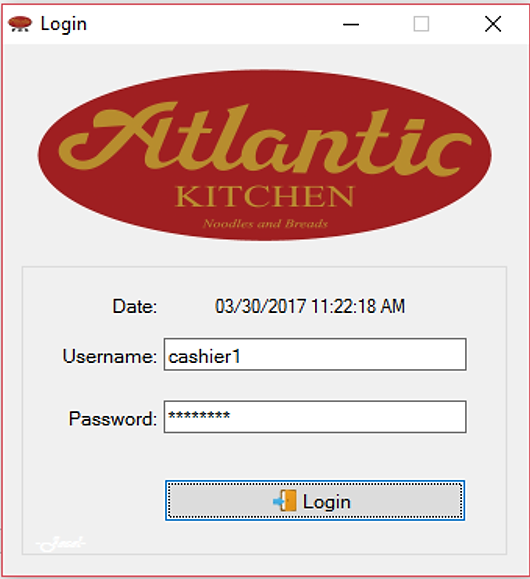 Login
Atlantic
KITCHEN
Noodles and Breads
Date: 03/30/2017 11:22:18 AM
Username: cashier1
Password: ********
Login